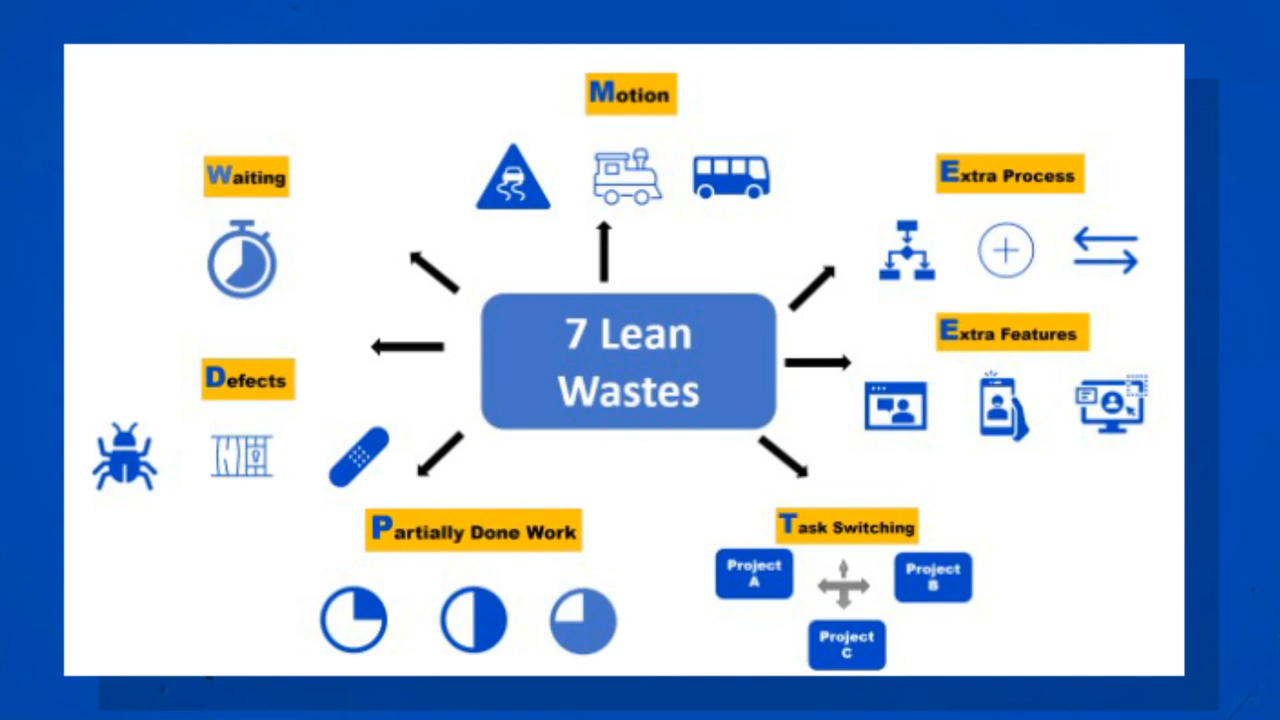 Motion
Waiting
Extra Process
7 Lean
Wastes
Extra Features
Defects
Partially Done Work
Task Switching
Project
A
Project
B
Project
C